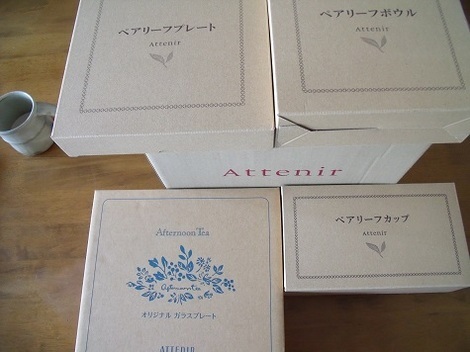 ペアリーフプレート
Attenir
ペアリーフボウル
Attenir
Attenir
Afternoon Tea
Afternoon Tea
オリジナル ガラスプレート
ATTENIR
ペアリーフカップ
Attenir